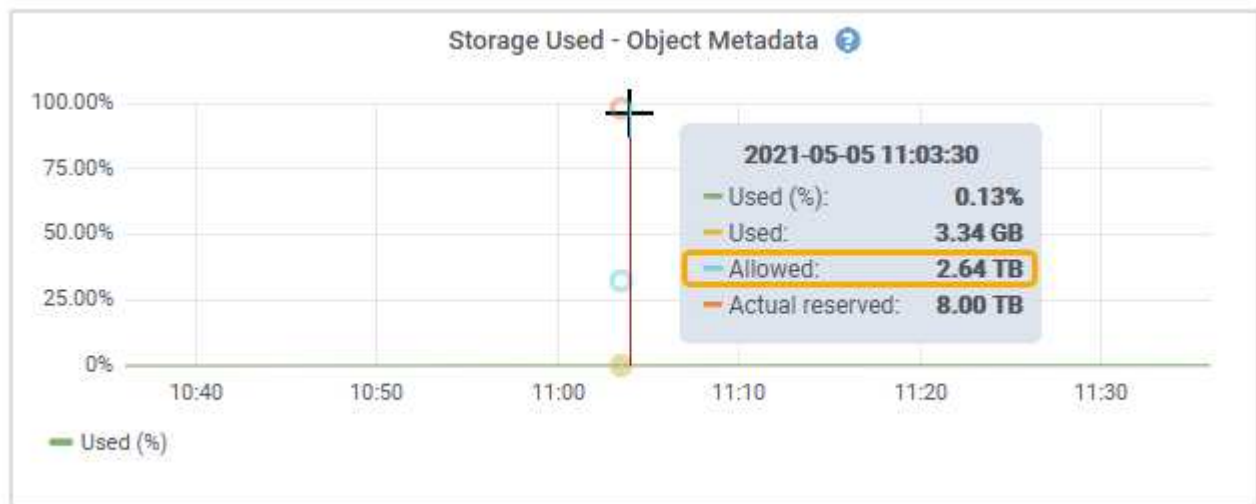 Storage Used - Object Metadata
100.00%
75.00%
50.00%
25.00%
0%
2021-05-05 11:03:30
Used (%): 0.13%
Used: 3.34 GB
Allowed: 2.64 TB
Actual reserved: 8.00 TB
10:40 10:50 11:00 11:10 11:20 11:30
Used (%)